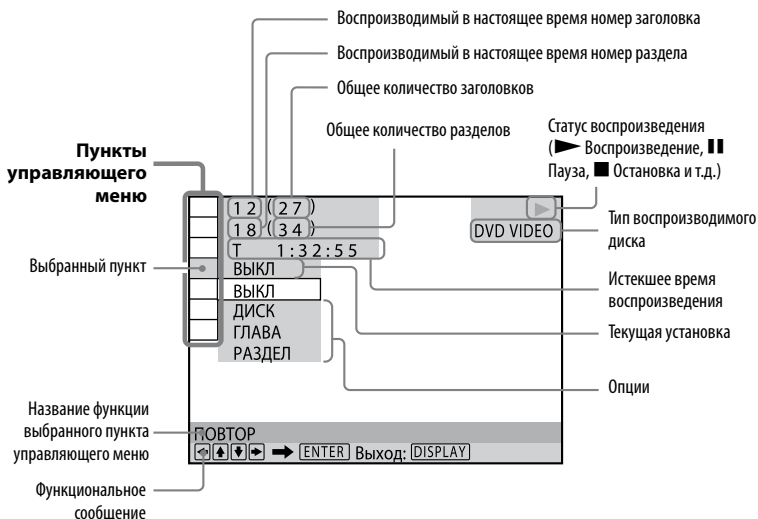 Воспроизводимый в настоящее время номер заголовка
Воспроизводимый в настоящее время номер раздела
Общее количество заголовков
Общее количество разделов
Статус воспроизведения
(▶ Воспроизведение, ▮▮
Пауза, ■ Остановка и т.д.)
Пункты
управляющего
меню
12 (27)
18 (34)
T 1:32:55
DVD VIDEO
Тип воспроизводимого
диска
Выбранный пункт
ВЫКЛ
ВЫКЛ
ДИСК
ГЛАВА
РАЗДЕЛ
Истекшее время
воспроизведения
Текущая установка
Опции
Название функции
выбранного пункта
управляющего меню
ПОВТОР
ENTER Выход: DISPLAY
Функциональное
сообщение